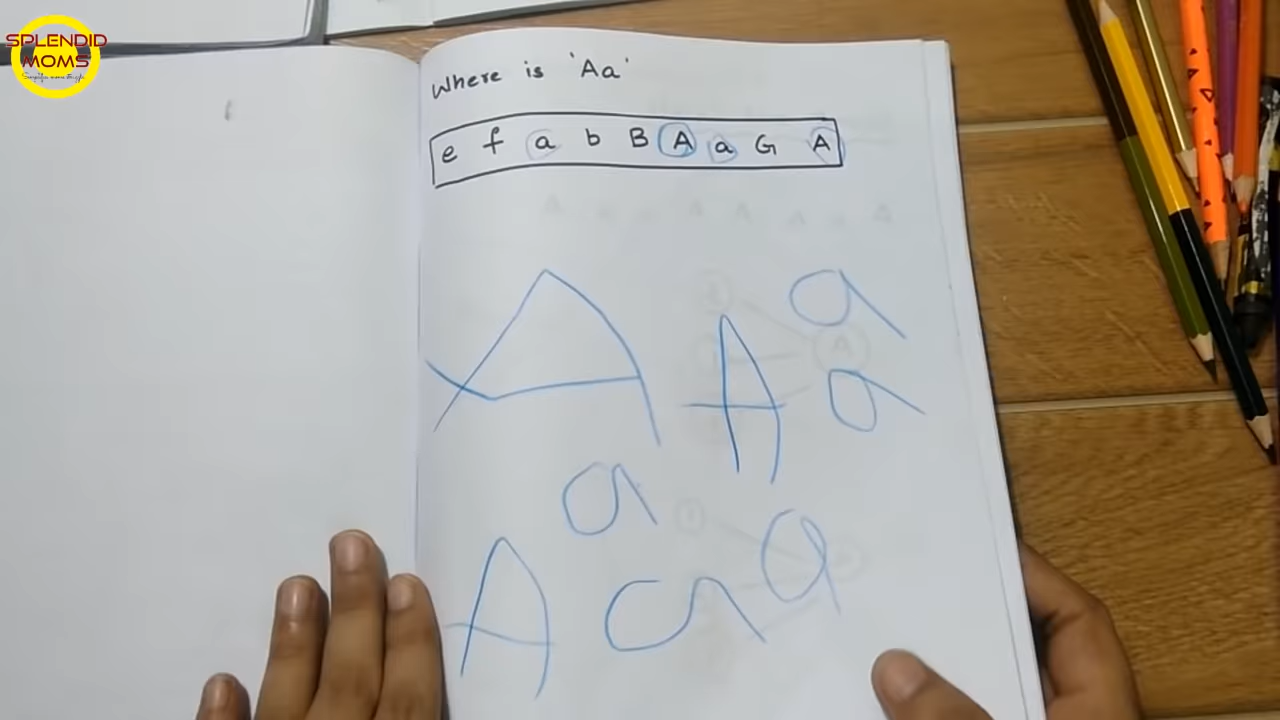 SPLENDID
MOMS
Where is 'Aa'
e f a b B A a G A
A A a
a
a
A a a